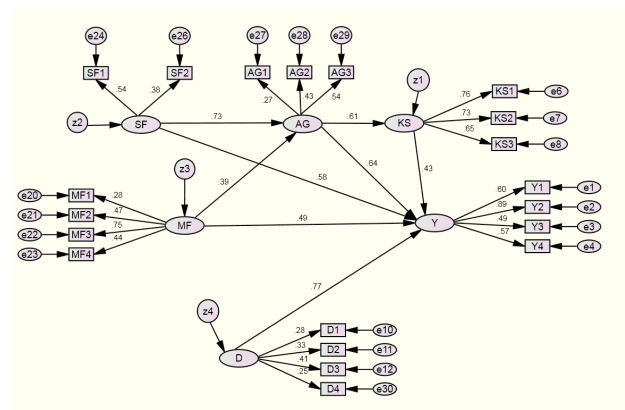 e24 e26 e27 e28 e29
SF1 SF2 AG1 AG2 AG3 z1
.54 .38 .27 .43 .54 .76 KS1 e6
z2 SF .73 AG .61 KS .73 KS2 e7
.65 KS3 e8
z3 .39 .58 .64 .43
e20 MF1 .28 .60 Y1 e1
e21 MF2 .47 .89 Y2 e2
e22 MF3 .75 MF .49 Y .49 Y3 e3
e23 MF4 .44 .57 Y4 e4
.77
z4
.28 D1 e10
D .33 D2 e11
.41 D3 e12
.25 D4 e30